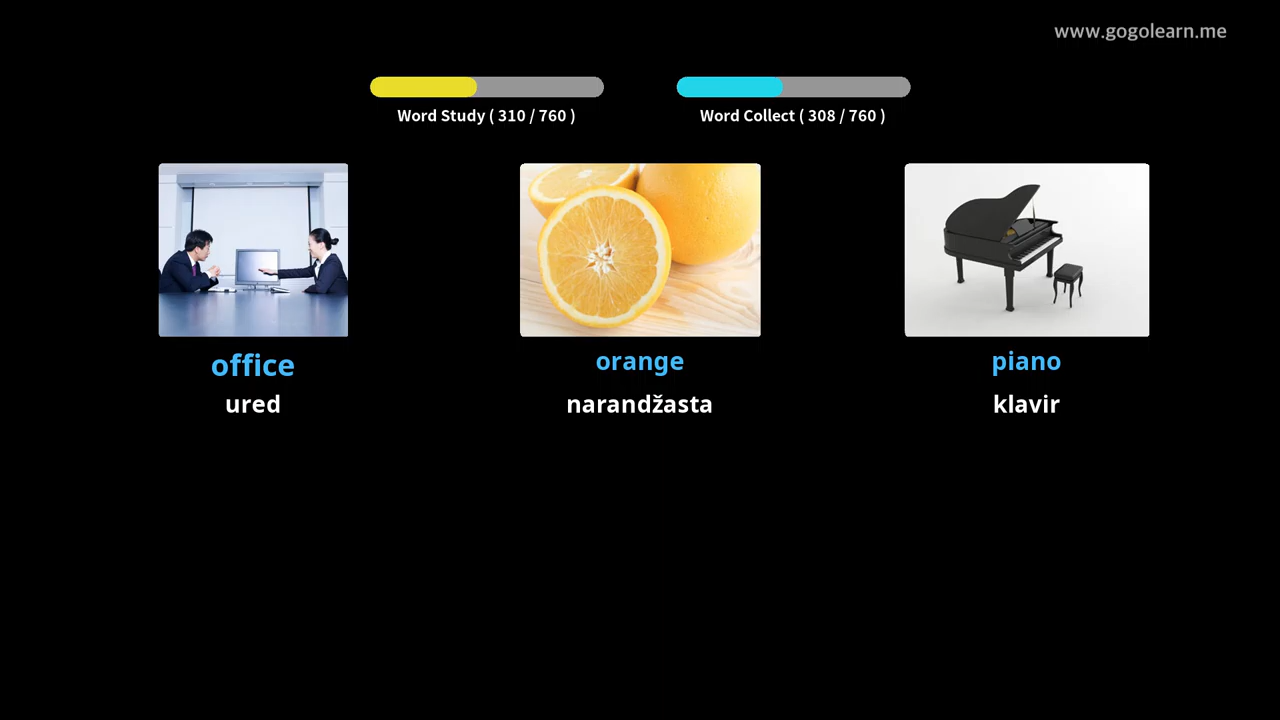 www.gogolearn.me
Word Study ( 310 / 760 )
Word Collect ( 308 / 760 )
office
orange
piano
ured
narandžasta
klavir